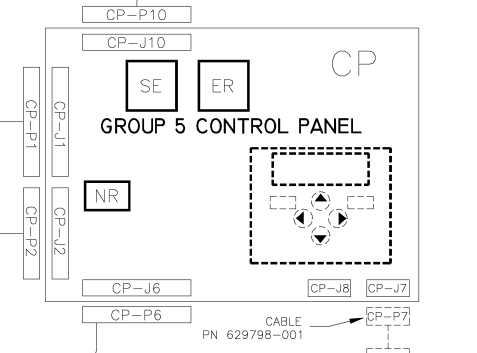 CP-P10
CP-J10
CP
SE
ER
GROUP 5 CONTROL PANEL
CP-P1
CP-J1
NR
CP-P2
CP-J2
CP-J6
CP-J8
CP-J7
CP-P6
CABLE
PN 629798-001
CP-P7